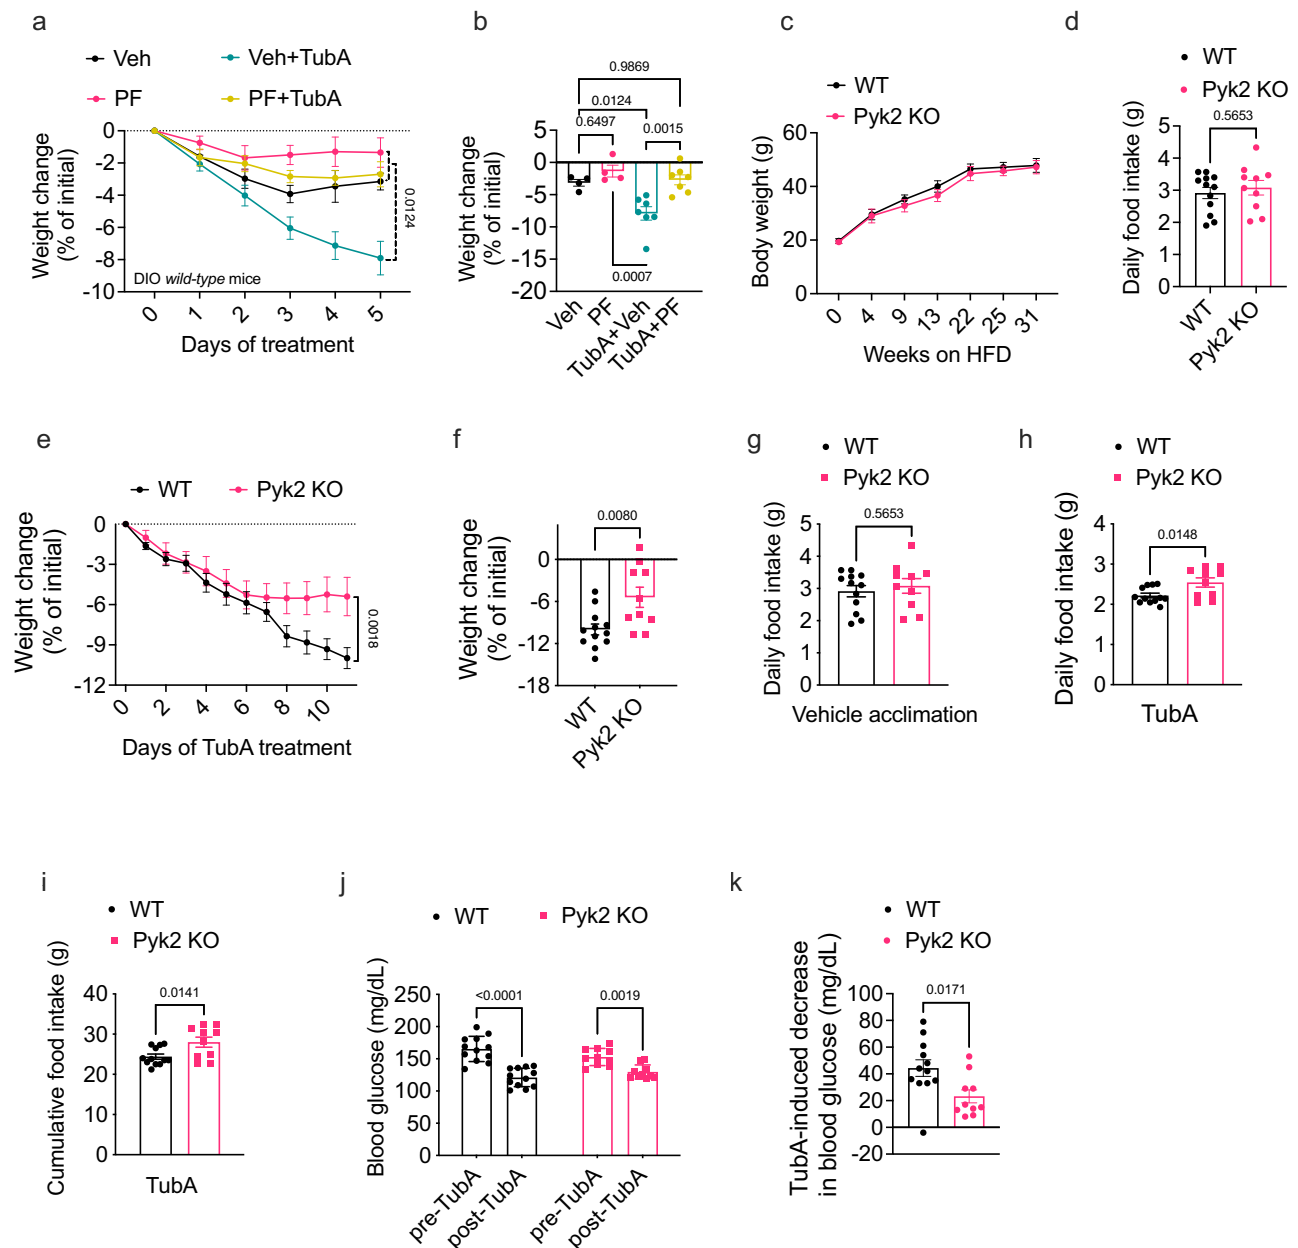 a
Veh
Veh+TubA
PF
PF+TubA
Weight change
(% of initial)
0
-2
-4
-6
-8
-10
0.0124
DIO wild-type mice
0
1
2
3
4
5
Days of treatment
b
0.9869
0.0124
0.6497
0.0015
Weight change
(% of initial)
5
0
-5
-10
-15
-20
0.0007
Veh
PF
TubA+Veh
TubA+PF
c
WT
Pyk2 KO
Body weight (g)
60
40
20
0
0
4
9
13
22
25
31
Weeks on HFD
d
WT
Pyk2 KO
0.5653
Daily food intake (g)
5
4
3
2
1
0
WT
Pyk2 KO
e
WT
Pyk2 KO
Weight change
(% of initial)
0
-3
-6
-9
-12
0.0018
0
2
4
6
8
10
Days of TubA treatment
f
0.0080
Weight change
(% of initial)
0
-6
-12
-18
WT
Pyk2 KO
g
WT
Pyk2 KO
0.5653
Daily food intake (g)
5
4
3
2
1
0
Vehicle acclimation
h
WT
Pyk2 KO
0.0148
Daily food intake (g)
4
3
2
1
0
TubA
i
WT
Pyk2 KO
0.0141
Cumulative food intake (g)
40
30
20
10
0
TubA
j
WT
Pyk2 KO
<0.0001
0.0019
Blood glucose (mg/dL)
250
200
150
100
50
0
pre-TubA
post-TubA
pre-TubA
post-TubA
k
WT
Pyk2 KO
0.0171
TubA-induced decrease
in blood glucose (mg/dL)
100
80
60
40
20
0
-20